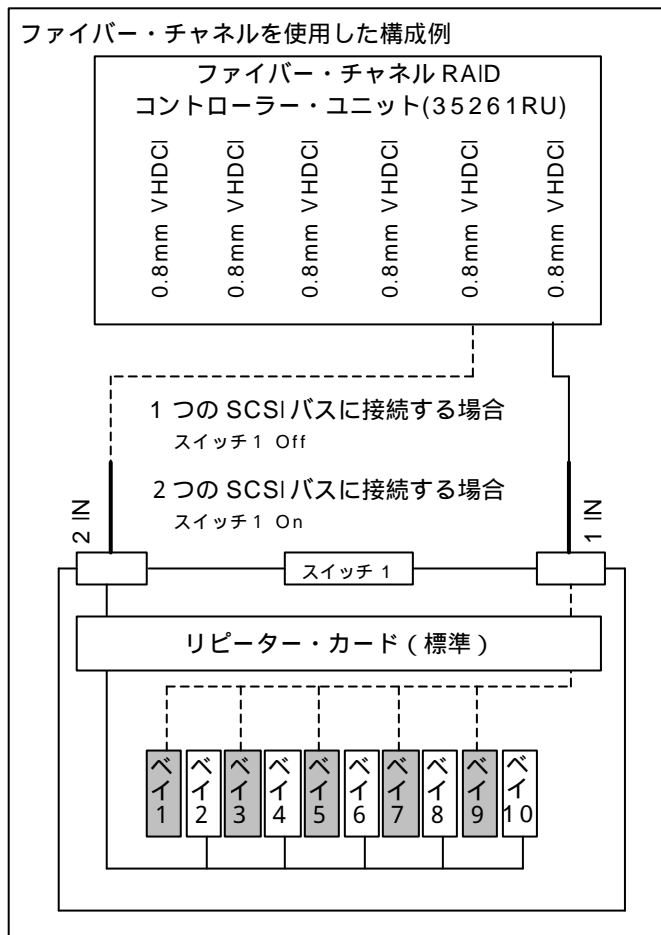 ファイバー・チャネルを使用した構成例
ファイバー・チャネル RAID
コントローラー・ユニット(35261RU)
0.8mm VHDCI
0.8mm VHDCI
0.8mm VHDCI
0.8mm VHDCI
0.8mm VHDCI
0.8mm VHDCI
1 つの SCSI バスに接続する場合
スイッチ 1 Off
2 つの SCSI バスに接続する場合
スイッチ 1 On
2 IN
1 IN
スイッチ 1
リピーター・カード ( 標準 )
ベイ1
ベイ2
ベイ3
ベイ4
ベイ5
ベイ6
ベイ7
ベイ8
ベイ9
ベイ10